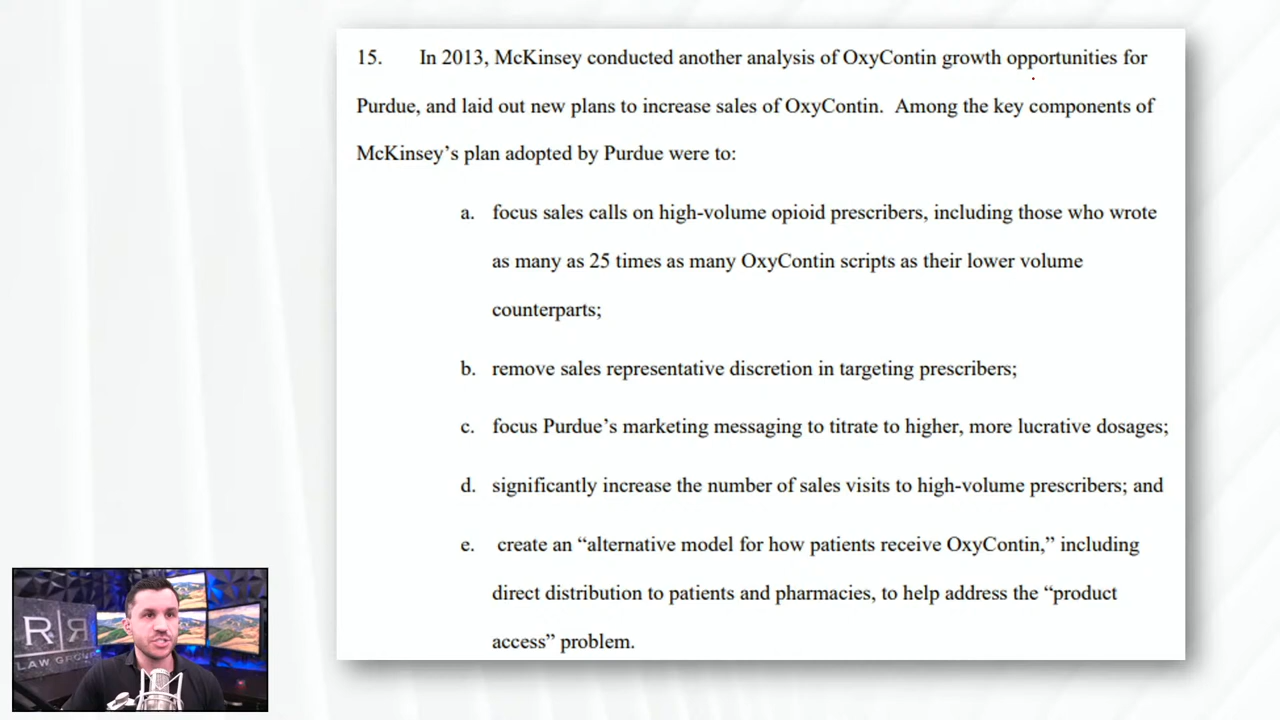 15. In 2013, McKinsey conducted another analysis of OxyContin growth opportunities for
Purdue, and laid out new plans to increase sales of OxyContin. Among the key components of
McKinsey’s plan adopted by Purdue were to:
a. focus sales calls on high-volume opioid prescribers, including those who wrote
as many as 25 times as many OxyContin scripts as their lower volume
counterparts;
b. remove sales representative discretion in targeting prescribers;
c. focus Purdue’s marketing messaging to titrate to higher, more lucrative dosages;
d. significantly increase the number of sales visits to high-volume prescribers; and
e. create an “alternative model for how patients receive OxyContin,” including
direct distribution to patients and pharmacies, to help address the “product
access” problem.
R|R
LAW GROUP